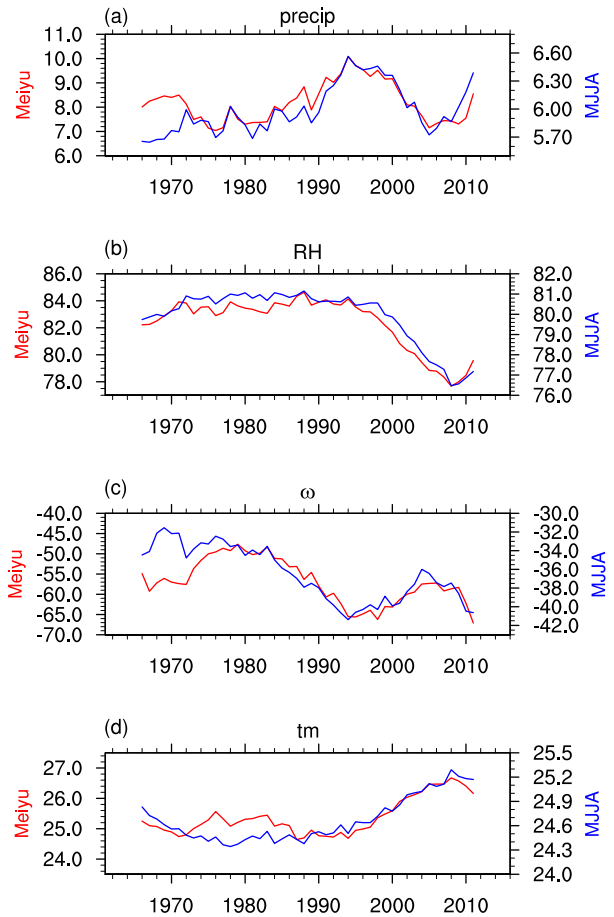 (a) precip
11.0
10.0
9.0
8.0
7.0
6.0
Meiyu
6.60
6.30
6.00
5.70
MJJA
1970 1980 1990 2000 2010
(b) RH
86.0
84.0
82.0
80.0
78.0
Meiyu
82.0
81.0
80.0
79.0
78.0
77.0
76.0
MJJA
1970 1980 1990 2000 2010
(c) ω
-40.0
-45.0
-50.0
-55.0
-60.0
-65.0
-70.0
Meiyu
-30.0
-32.0
-34.0
-36.0
-38.0
-40.0
-42.0
MJJA
1970 1980 1990 2000 2010
(d) tm
27.0
26.0
25.0
24.0
Meiyu
25.5
25.2
24.9
24.6
24.3
24.0
MJJA
1970 1980 1990 2000 2010